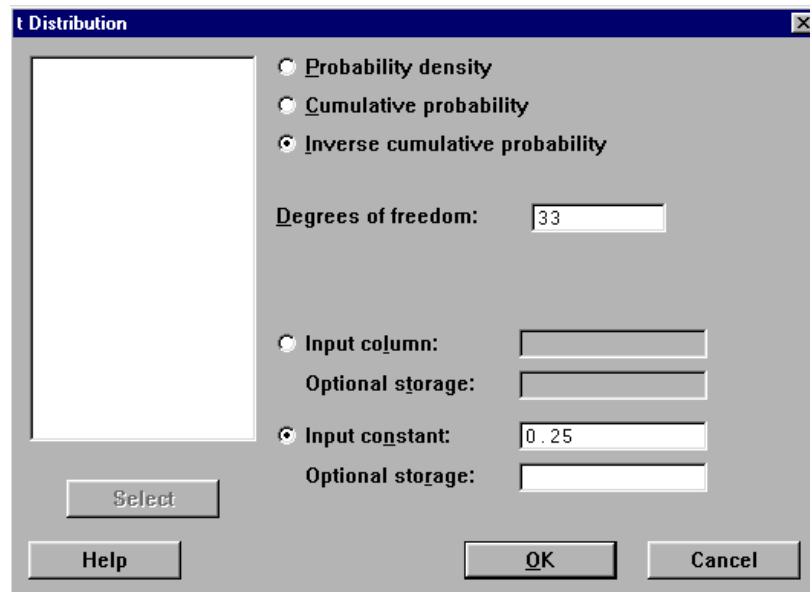 t Distribution
Probability density
Cumulative probability
Inverse cumulative probability
Degrees of freedom: 33
Input column:
Optional storage:
Input constant: 0.25
Optional storage:
Select
Help OK Cancel